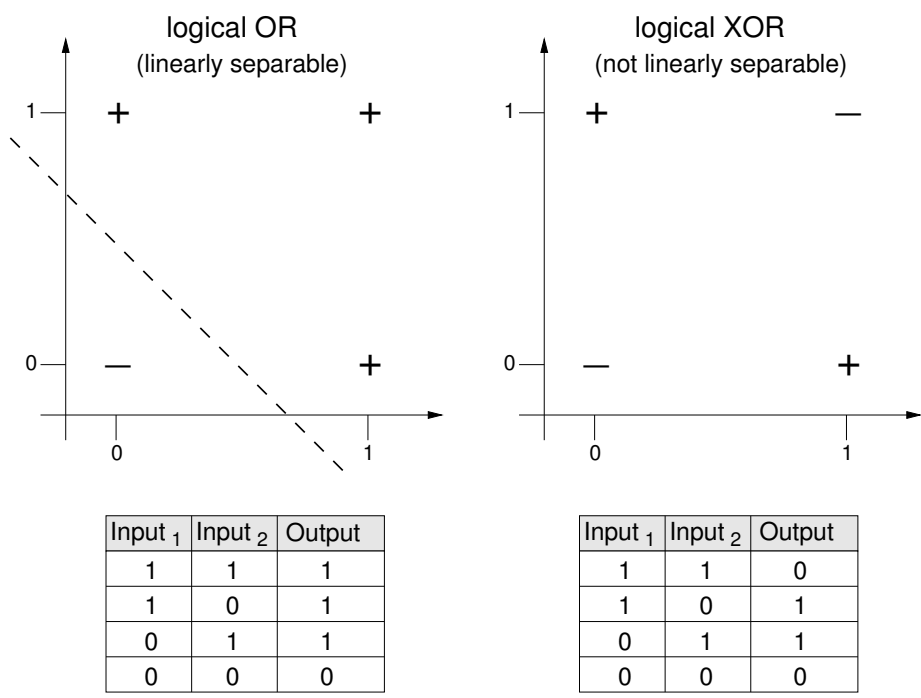 logical OR
(linearly separable)
1
+ +
0
− +
0 1
Input 1 Input 2 Output
1 1 1
1 0 1
0 1 1
0 0 0
logical XOR
(not linearly separable)
1
+ −
0
− +
0 1
Input 1 Input 2 Output
1 1 0
1 0 1
0 1 1
0 0 0